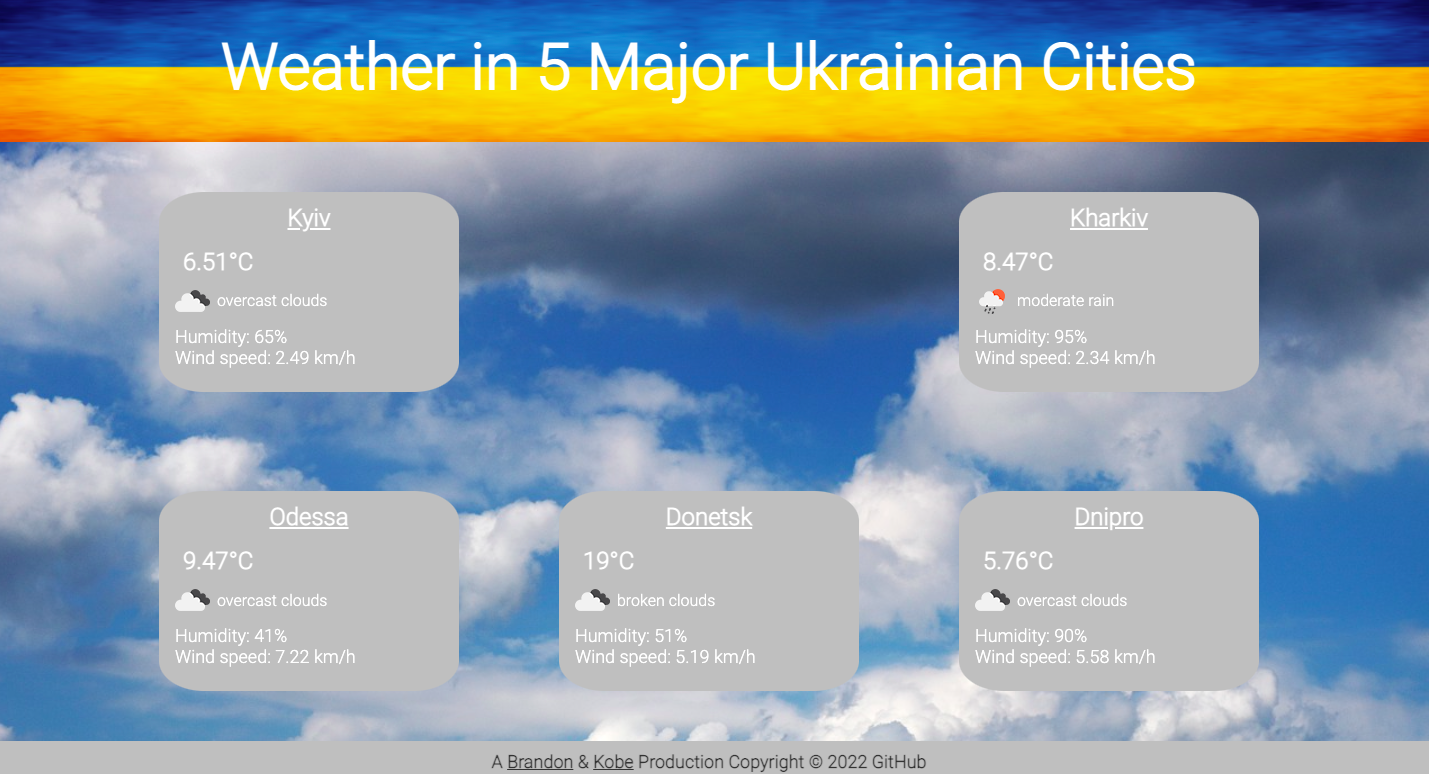 Weather in 5 Major Ukrainian Cities
Kyiv
6.51°C
overcast clouds
Humidity: 65%
Wind speed: 2.49 km/h
Kharkiv
8.47°C
moderate rain
Humidity: 95%
Wind speed: 2.34 km/h
Odessa
9.47°C
overcast clouds
Humidity: 41%
Wind speed: 7.22 km/h
Donetsk
19°C
broken clouds
Humidity: 51%
Wind speed: 5.19 km/h
Dnipro
5.76°C
overcast clouds
Humidity: 90%
Wind speed: 5.58 km/h
A Brandon & Kobe Production Copyright © 2022 GitHub